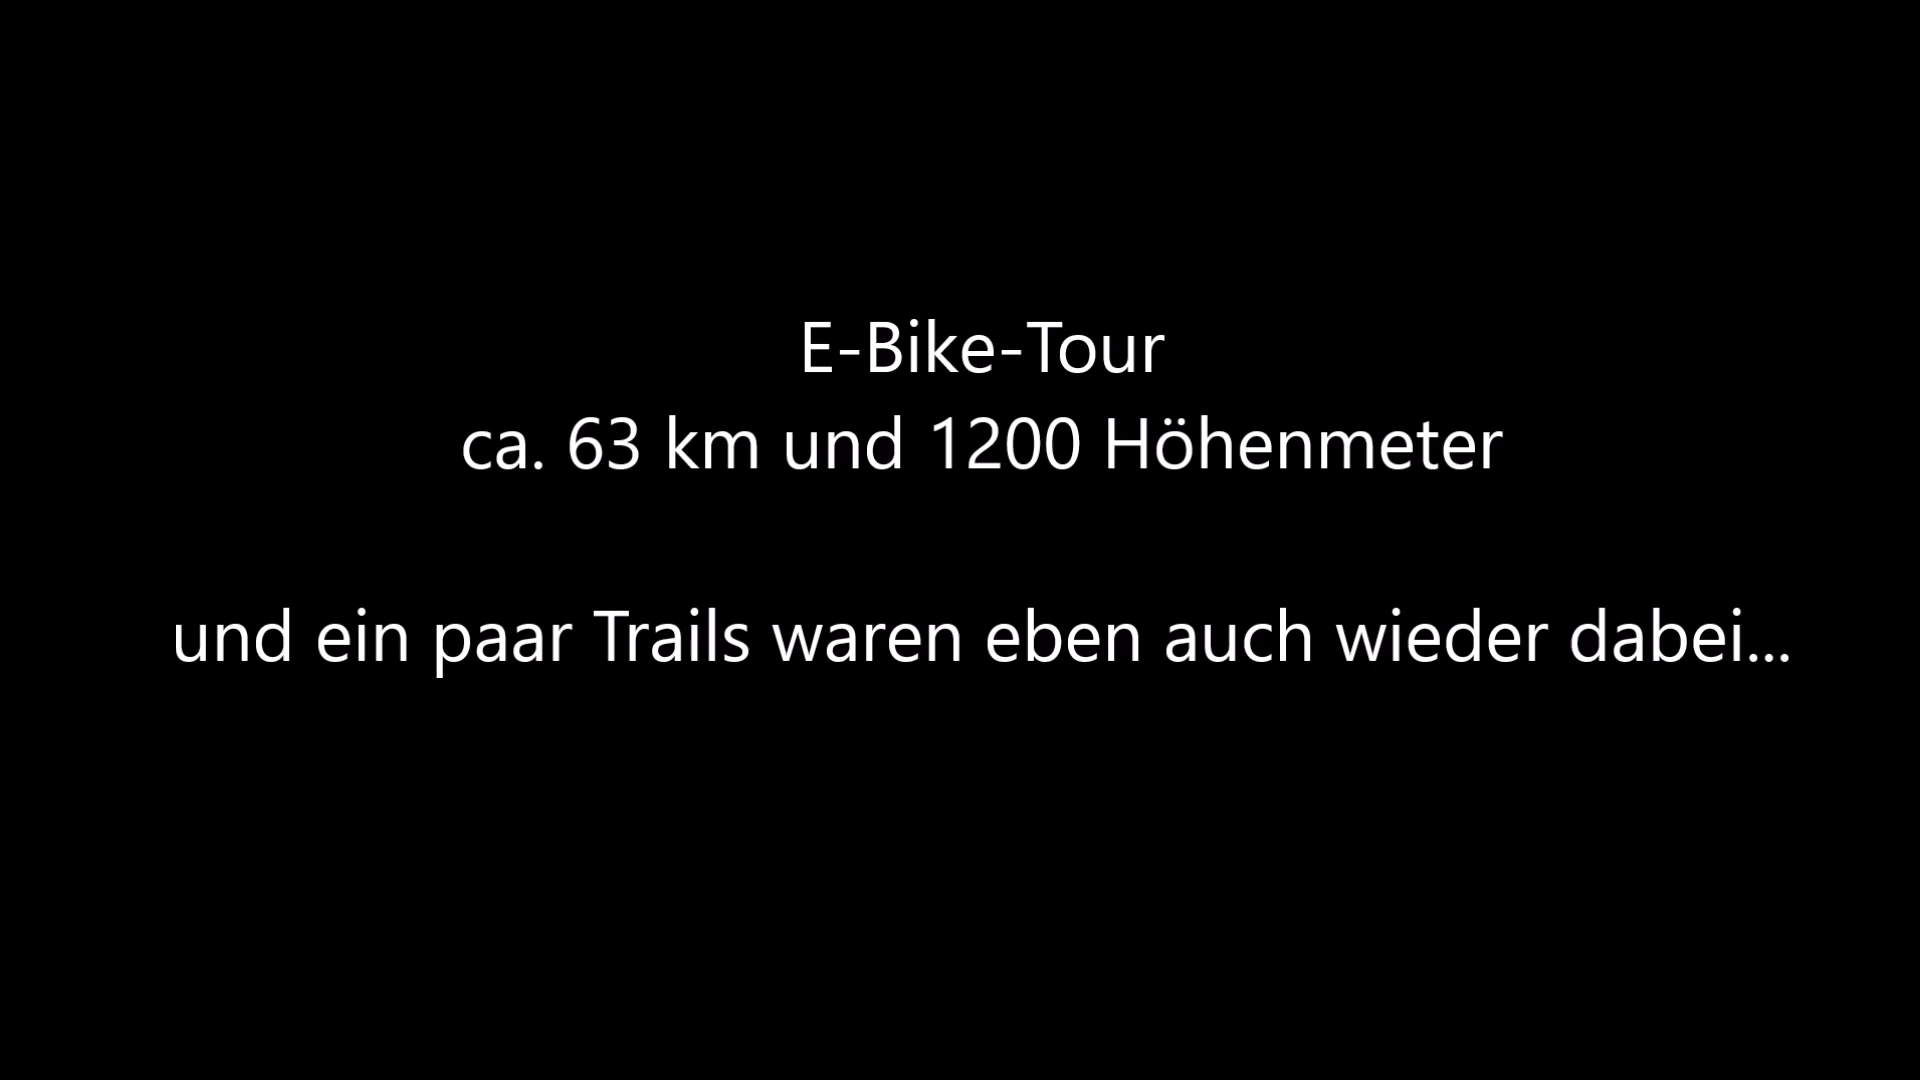 E-Bike-Tour
ca. 63 km und 1200 Höhenmeter
und ein paar Trails waren eben auch wieder dabei...